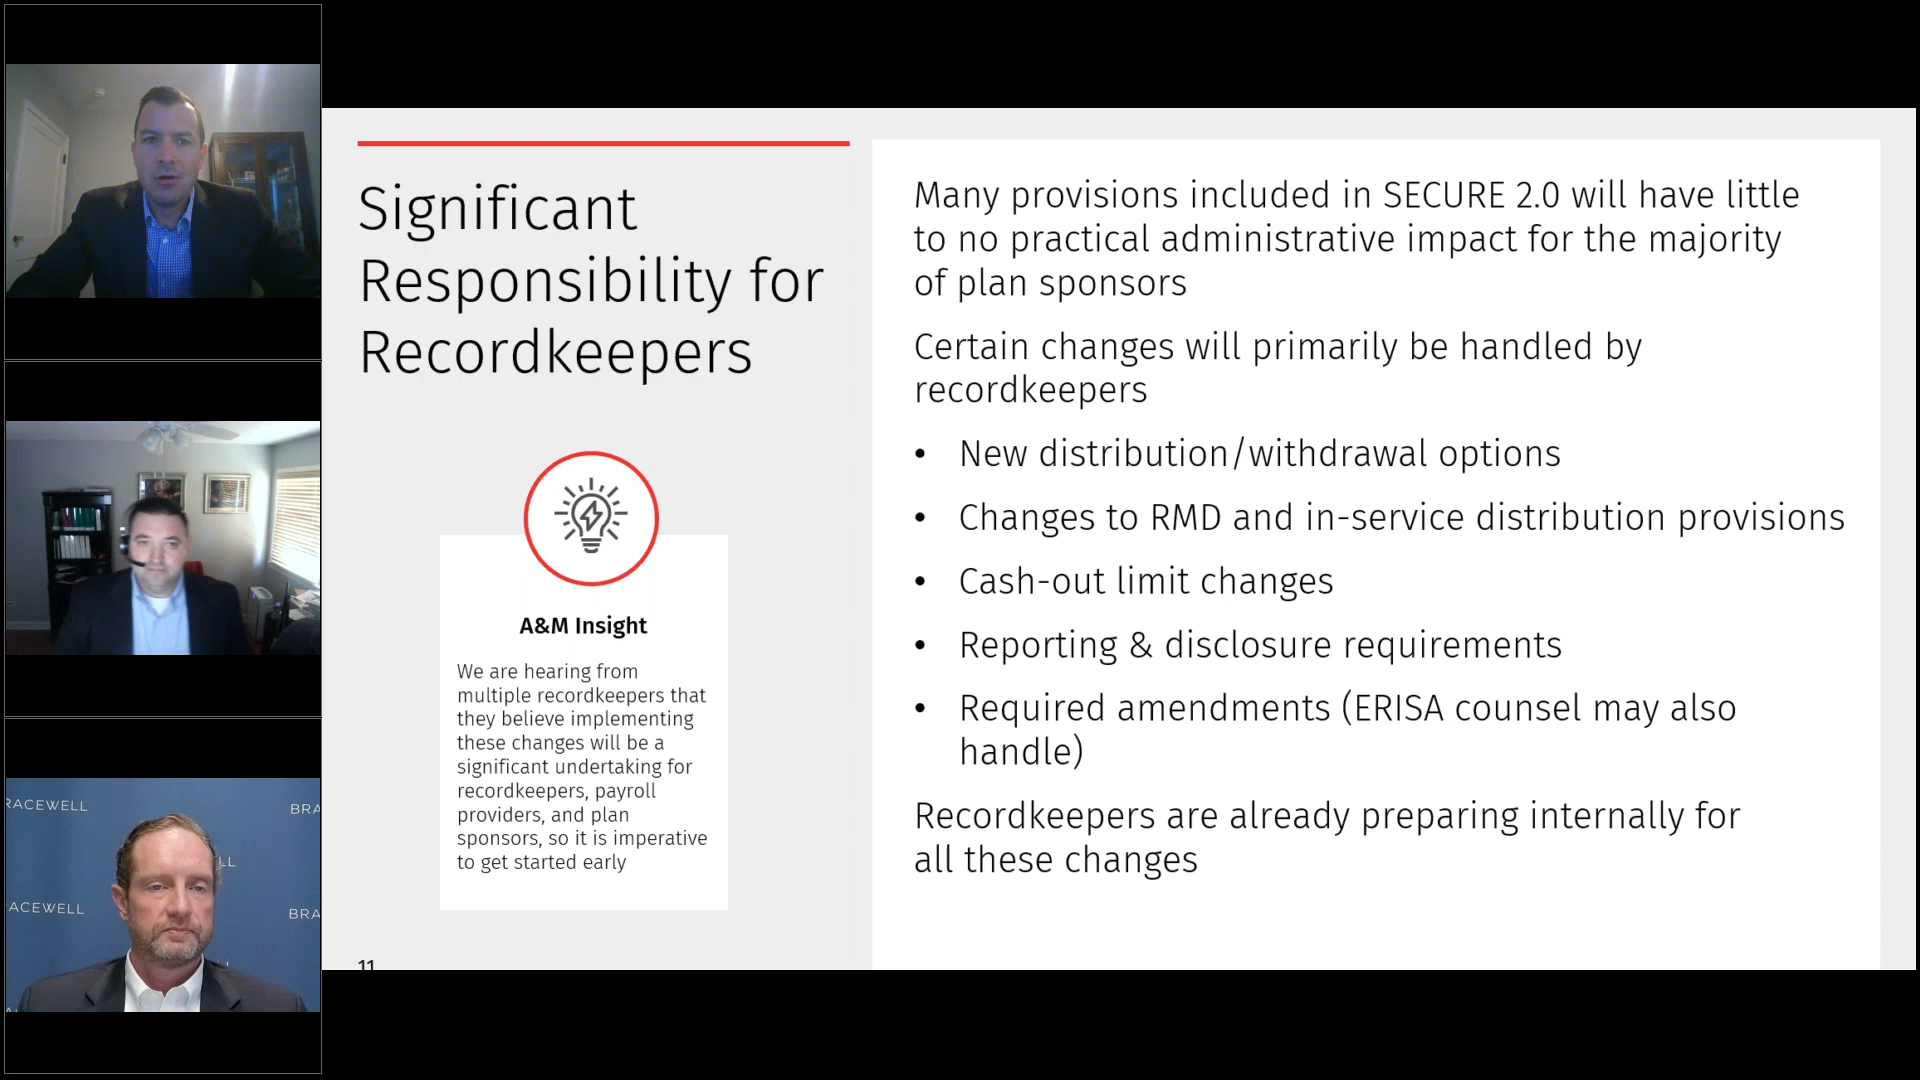 Significant
Responsibility for
Recordkeepers
A&M Insight
We are hearing from
multiple recordkeepers that
they believe implementing
these changes will be a
significant undertaking for
recordkeepers, payroll
providers, and plan
sponsors, so it is imperative
to get started early
11
Many provisions included in SECURE 2.0 will have little
to no practical administrative impact for the majority
of plan sponsors
Certain changes will primarily be handled by
recordkeepers
• New distribution/withdrawal options
• Changes to RMD and in-service distribution provisions
• Cash-out limit changes
• Reporting & disclosure requirements
• Required amendments (ERISA counsel may also
handle)
Recordkeepers are already preparing internally for
all these changes
RACEWELL
BRA
LL
ACEWELL
BRA